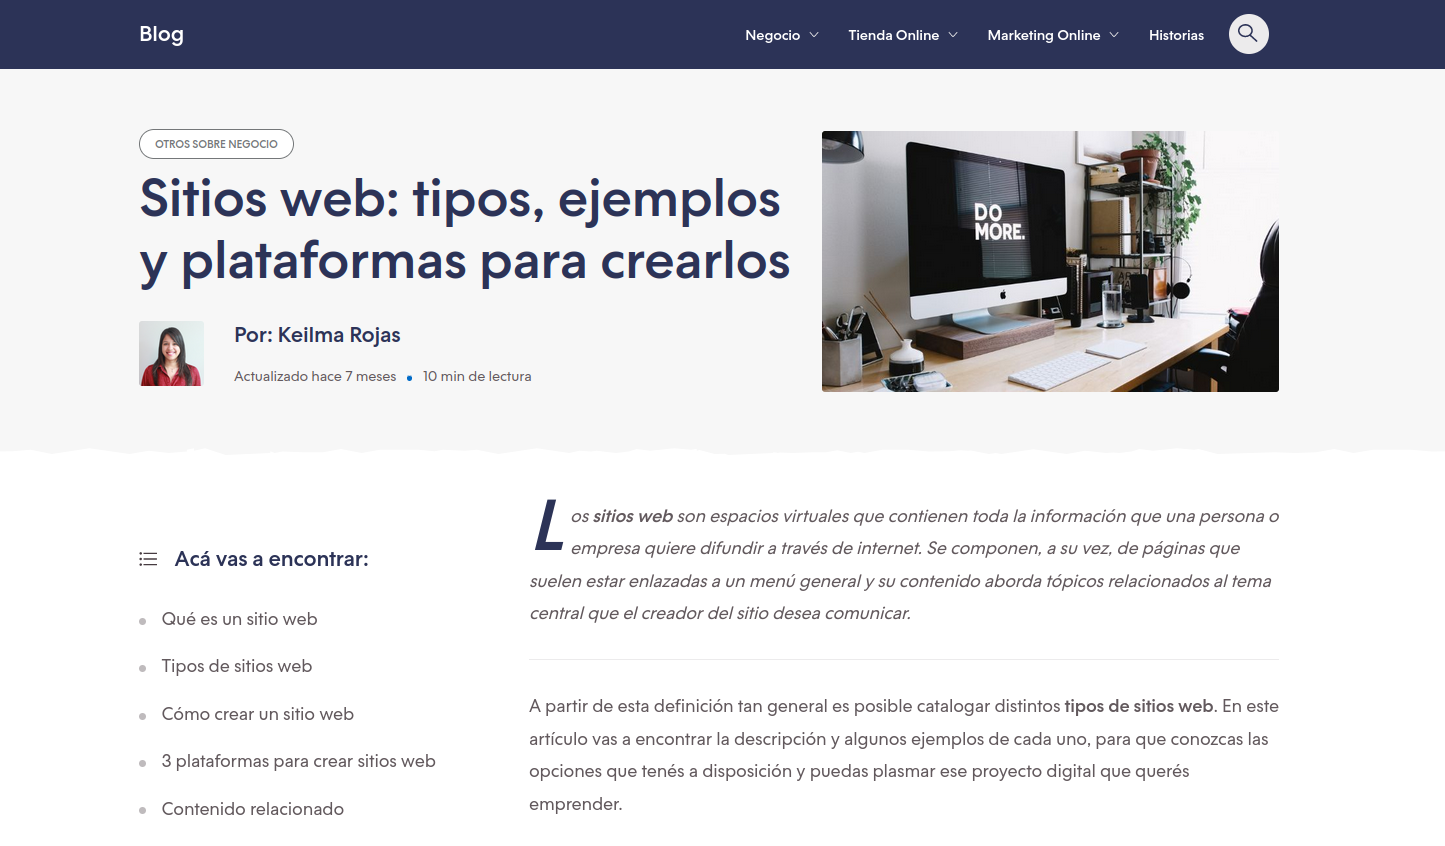 Blog
Negocio
Tienda Online
Marketing Online
Historias
OTROS SOBRE NEGOCIO
Sitios web: tipos, ejemplos
y plataformas para crearlos
Por: Keilma Rojas
Actualizado hace 7 meses • 10 min de lectura
DO
MORE.
Acá vas a encontrar:
Qué es un sitio web
Tipos de sitios web
Cómo crear un sitio web
3 plataformas para crear sitios web
Contenido relacionado
Los sitios web son espacios virtuales que contienen toda la información que una persona o
empresa quiere difundir a través de internet. Se componen, a su vez, de páginas que
suelen estar enlazadas a un menú general y su contenido aborda tópicos relacionados al tema
central que el creador del sitio desea comunicar.
A partir de esta definición tan general es posible catalogar distintos tipos de sitios web. En este
artículo vas a encontrar la descripción y algunos ejemplos de cada uno, para que conozcas las
opciones que tenés a disposición y puedas plasmar ese proyecto digital que querés
emprender.